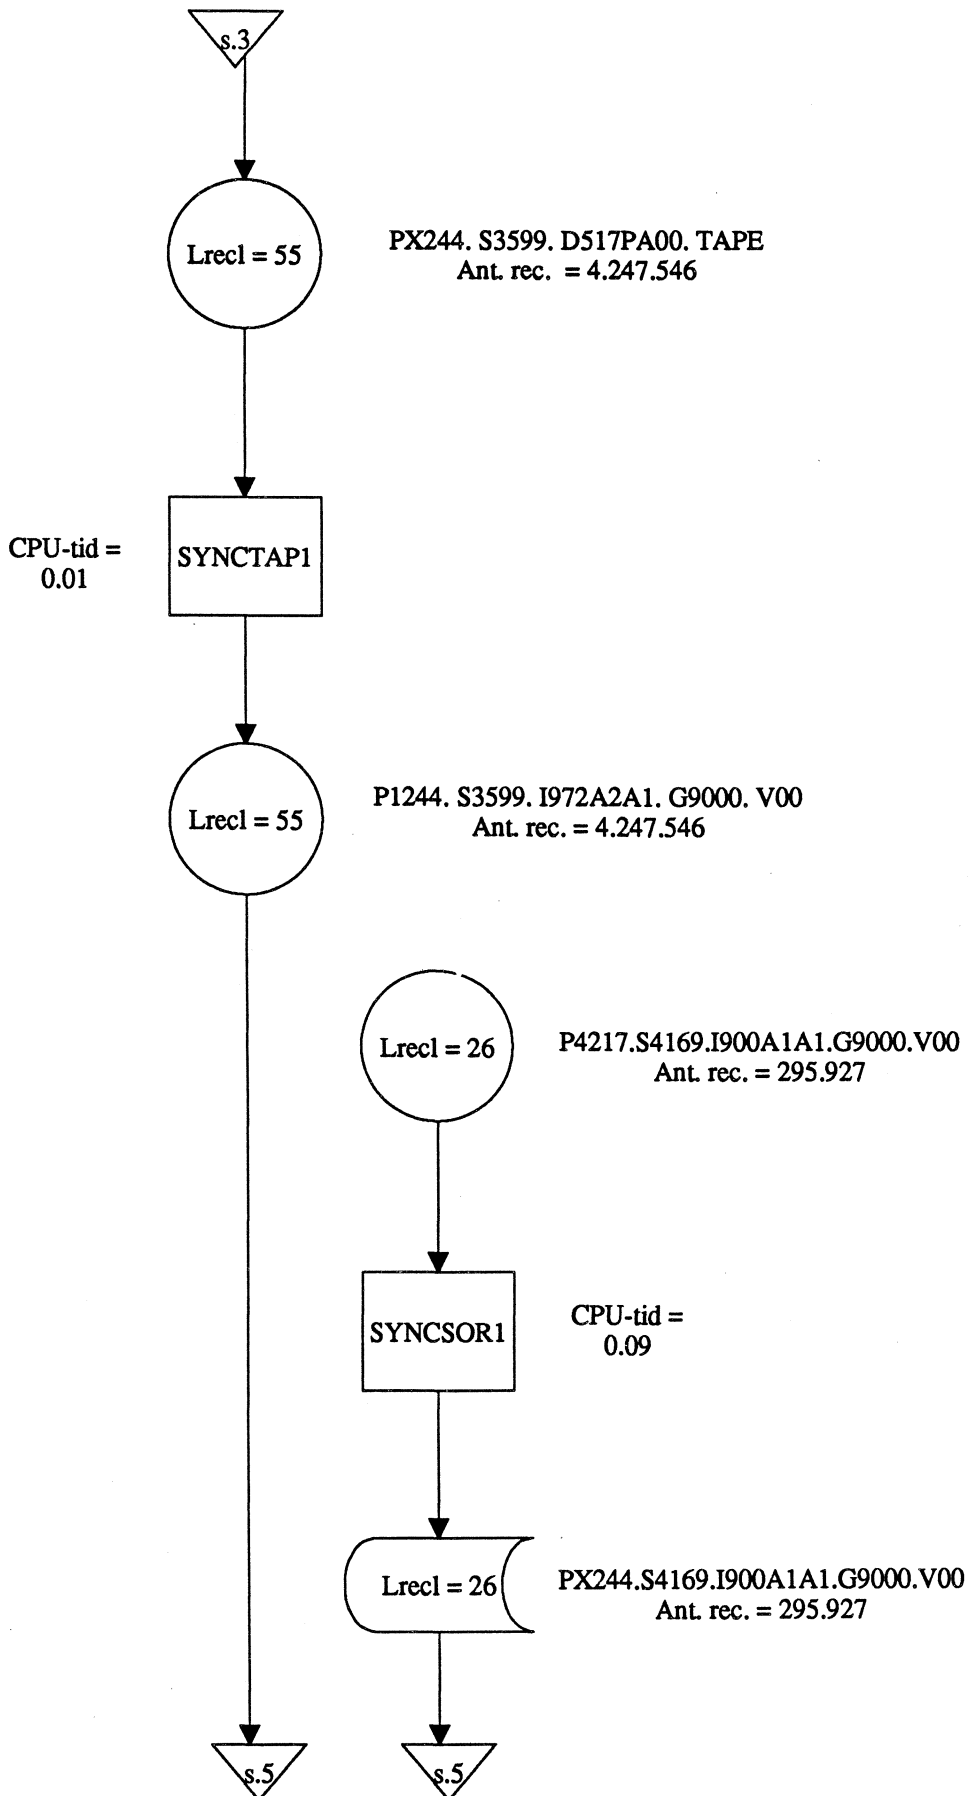 s.3
Lrecl = 55
PX244. S3599. D517PA00. TAPE
Ant. rec. = 4.247.546
CPU-tid =
0.01
SYNCTAP1
Lrecl = 55
P1244. S3599. I972A2A1. G9000. V00
Ant. rec. = 4.247.546
Lrecl = 26
P4217.S4169.I900A1A1.G9000.V00
Ant. rec. = 295.927
SYNCSOR1
CPU-tid =
0.09
Lrecl = 26
PX244.S4169.I900A1A1.G9000.V00
Ant. rec. = 295.927
s.5
s.5